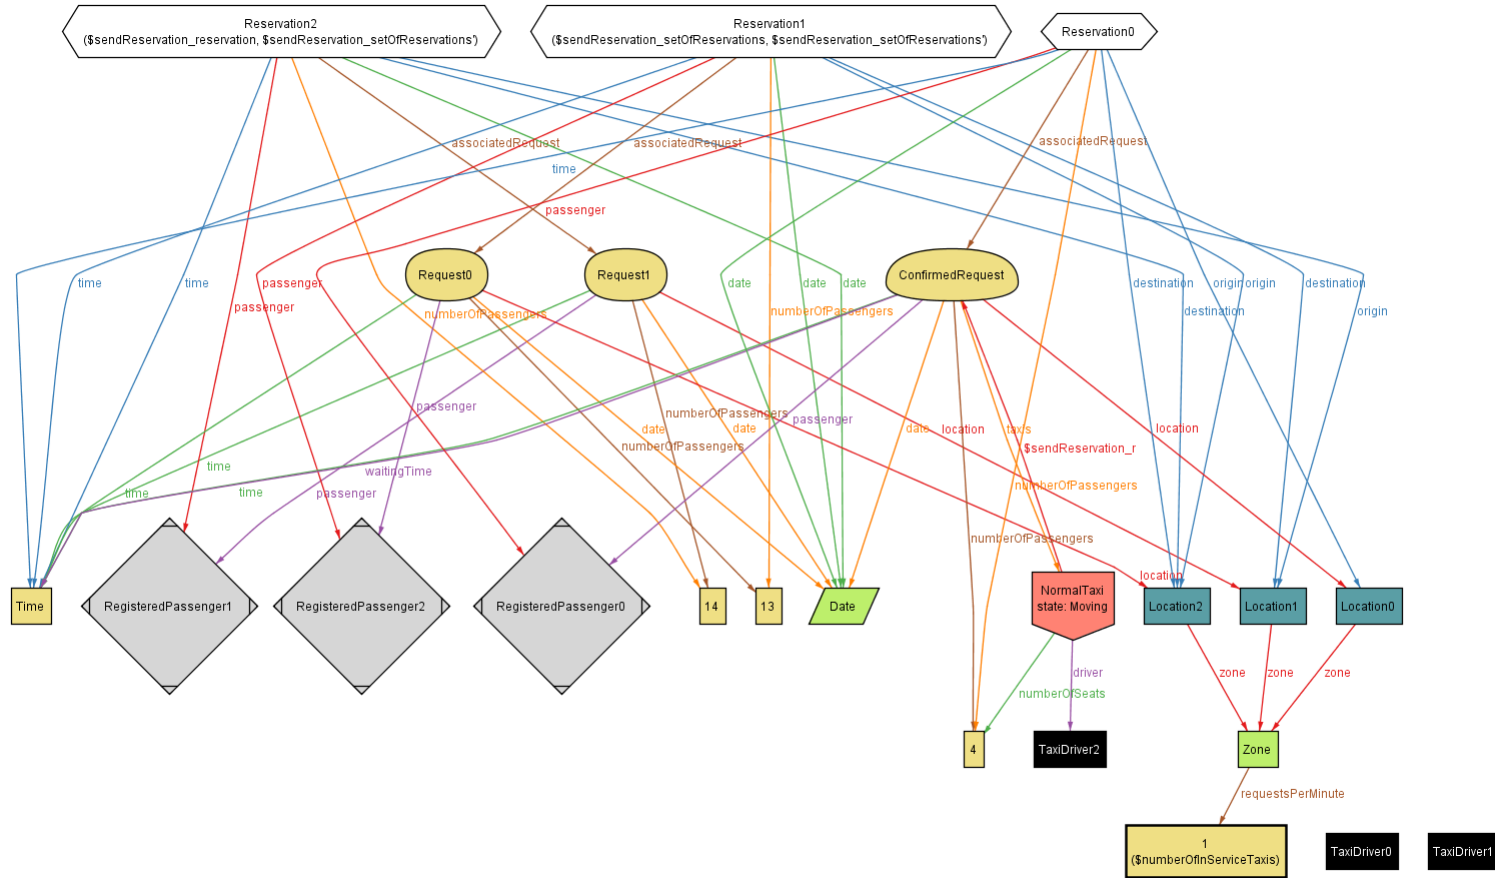 Reservation2
($sendReservation_reservation, $sendReservation_setOfReservations')
Reservation1
($sendReservation_setOfReservations, $sendReservation_setOfReservations')
Reservation0
associatedRequest
associatedRequest
associatedRequest
time
passenger
Request0
Request1
ConfirmedRequest
time
time
passenger
passenger
date
date
date
destination
origin
origin
destination
numberOfPassengers
numberOfPassengers
destination
origin
passenger
numberOfPassengers
passenger
date
numberOfPassengers
date
date
location
taxis
$sendReservation_r
location
time
waitingTime
time
time
passenger
numberOfPassengers
numberOfPassengers
location
Time
RegisteredPassenger1
RegisteredPassenger2
RegisteredPassenger0
14
13
Date
NormalTaxi
state: Moving
Location2
Location1
Location0
driver
zone
zone
zone
numberOfSeats
4
TaxiDriver2
Zone
requestsPerMinute
1
($numberOfInServiceTaxis)
TaxiDriver0
TaxiDriver1